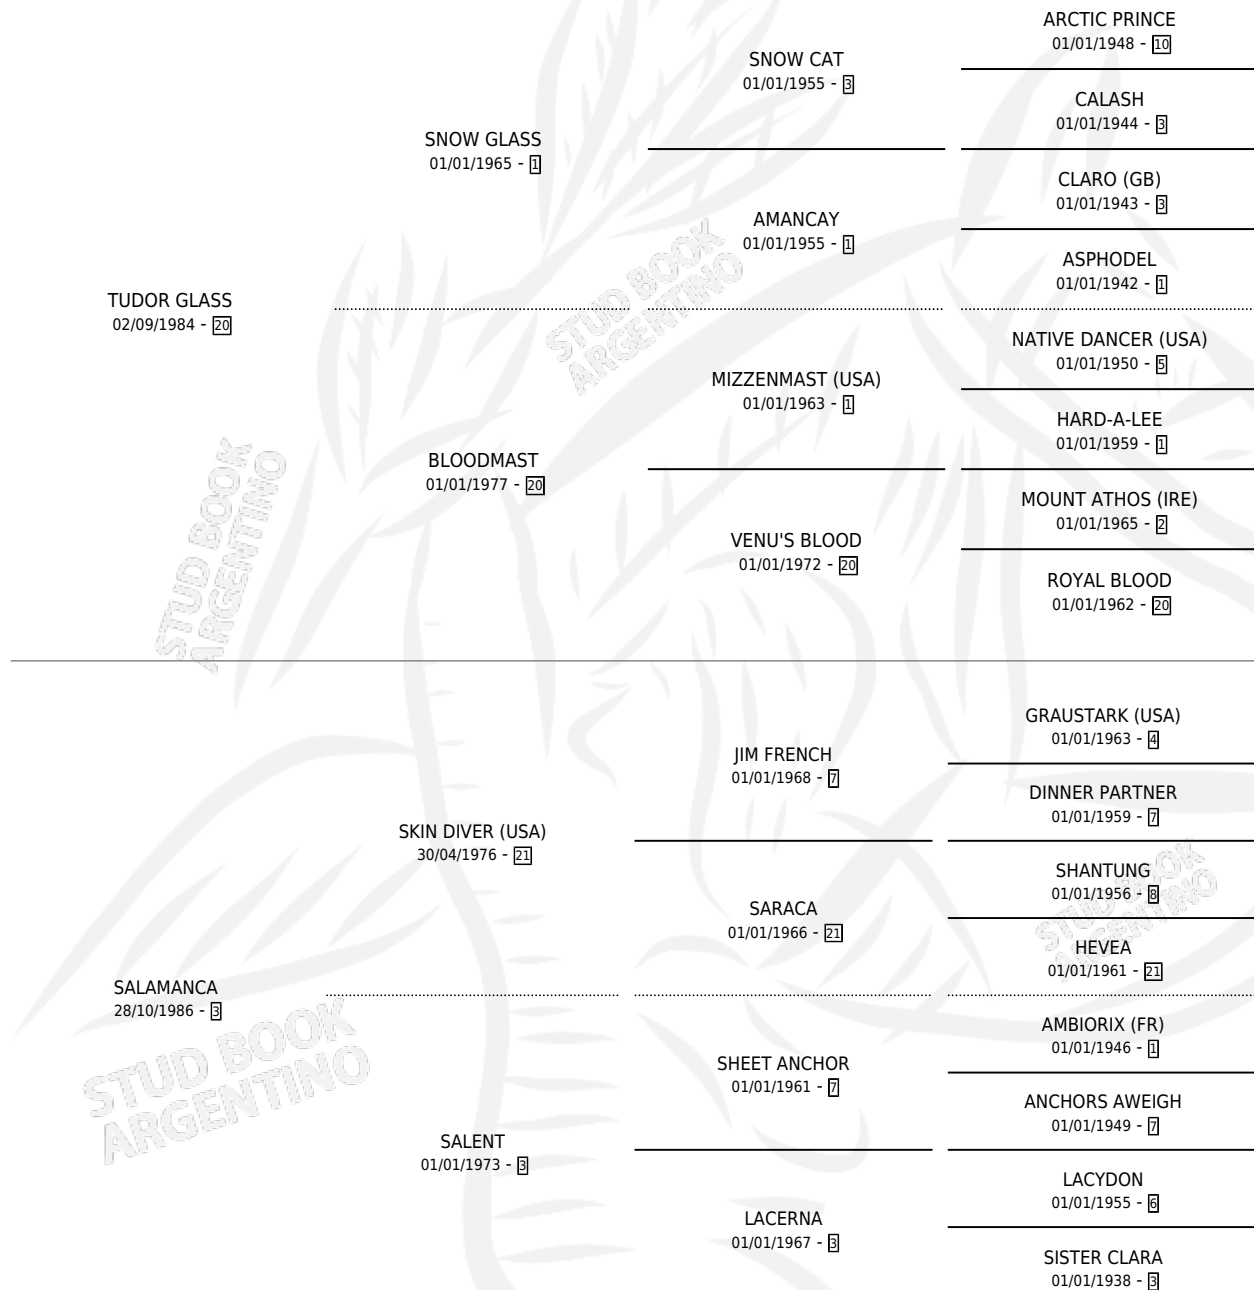 ARCTIC PRINCE
01/01/1948 - 10
SNOW CAT
01/01/1955 - 3
CALASH
01/01/1944 - 3
SNOW GLASS
01/01/1965 - 1
CLARO (GB)
01/01/1943 - 3
AMANCAY
01/01/1955 - 1
ASPHODEL
01/01/1942 - 1
TUDOR GLASS
02/09/1984 - 20
NATIVE DANCER (USA)
01/01/1950 - 5
MIZZENMAST (USA)
01/01/1963 - 1
HARD-A-LEE
01/01/1959 - 1
BLOODMAST
01/01/1977 - 20
MOUNT ATHOS (IRE)
01/01/1965 - 2
VENU'S BLOOD
01/01/1972 - 20
ROYAL BLOOD
01/01/1962 - 20
GRAUSTARK (USA)
01/01/1963 - 4
JIM FRENCH
01/01/1968 - 7
DINNER PARTNER
01/01/1959 - 7
SKIN DIVER (USA)
30/04/1976 - 21
SHANTUNG
01/01/1956 - 8
SARACA
01/01/1966 - 21
HEVEA
01/01/1961 - 21
SALAMANCA
28/10/1986 - 3
AMBIORIX (FR)
01/01/1946 - 1
SHEET ANCHOR
01/01/1961 - 7
ANCHORS AWEIGH
01/01/1949 - 7
SALENT
01/01/1973 - 3
LACYDON
01/01/1955 - 6
LACERNA
01/01/1967 - 3
SISTER CLARA
01/01/1938 - 3
STUD BOOK
ARGENTINO
STUD BOOK
ARGENTINO
STUD BOOK
ARGENTINO
STUD BOOK
ARGENTINO